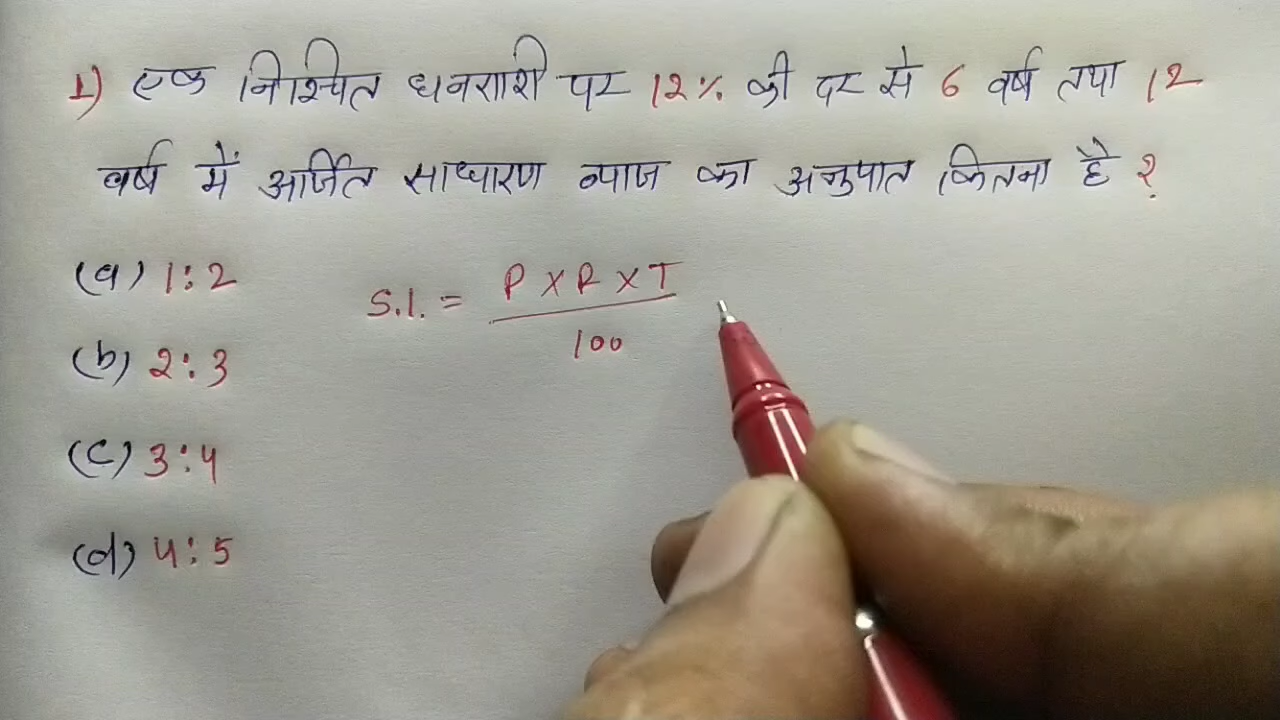 1) एक निश्चित धनराशी पर 12% की दर से 6 वर्ष तथा 12
वर्ष में अर्जित साधारण ब्याज का अनुपात कितना है ?
(a) 1:2
S.I. = P x R x T / 100
(b) 2:3
(c) 3:4
(d) 4:5